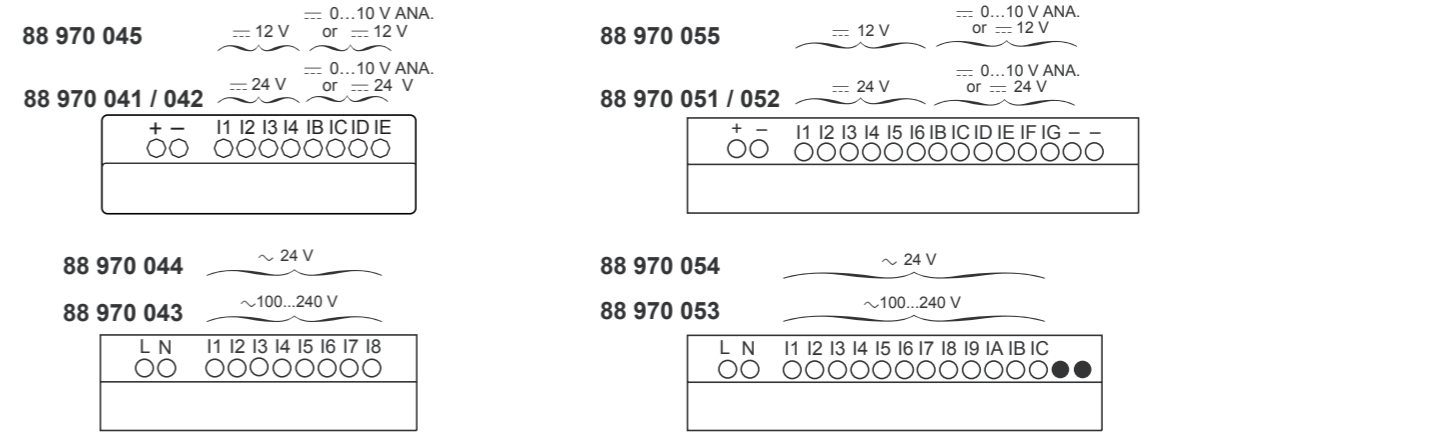 ⎓ 0...10 V ANA.
88 970 045 ⎓ 12 V or ⎓ 12 V
⎓ 0...10 V ANA.
88 970 041 / 042 ⎓ 24 V or ⎓ 24 V
+ – I1 I2 I3 I4 IB IC ID IE
⎓ 0...10 V ANA.
88 970 055 ⎓ 12 V or ⎓ 12 V
⎓ 0...10 V ANA.
88 970 051 / 052 ⎓ 24 V or ⎓ 24 V
+ – I1 I2 I3 I4 I5 I6 IB IC ID IE IF IG – –
88 970 044 ~ 24 V
88 970 043 ~100...240 V
L N I1 I2 I3 I4 I5 I6 I7 I8
88 970 054 ~ 24 V
88 970 053 ~100...240 V
L N I1 I2 I3 I4 I5 I6 I7 I8 I9 IA IB IC